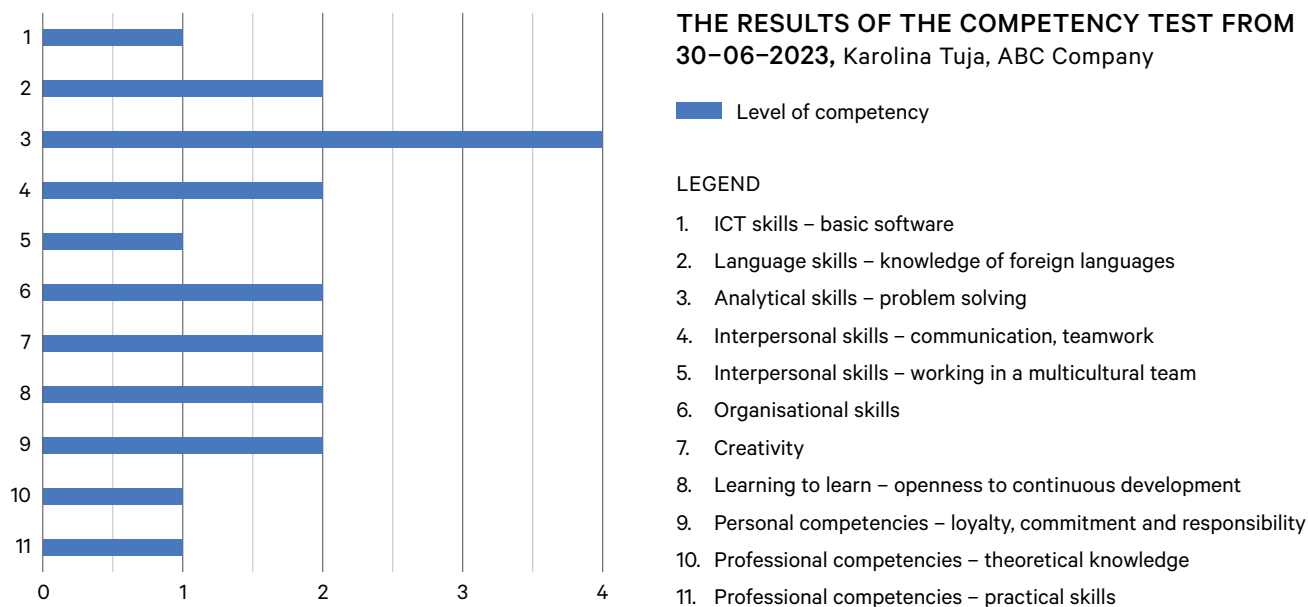 1
2
3
4
5
6
7
8
9
10
11
0 1 2 3 4
THE RESULTS OF THE COMPETENCY TEST FROM
30–06–2023, Karolina Tuja, ABC Company
Level of competency
LEGEND
1. ICT skills – basic software
2. Language skills – knowledge of foreign languages
3. Analytical skills – problem solving
4. Interpersonal skills – communication, teamwork
5. Interpersonal skills – working in a multicultural team
6. Organisational skills
7. Creativity
8. Learning to learn – openness to continuous development
9. Personal competencies – loyalty, commitment and responsibility
10. Professional competencies – theoretical knowledge
11. Professional competencies – practical skills